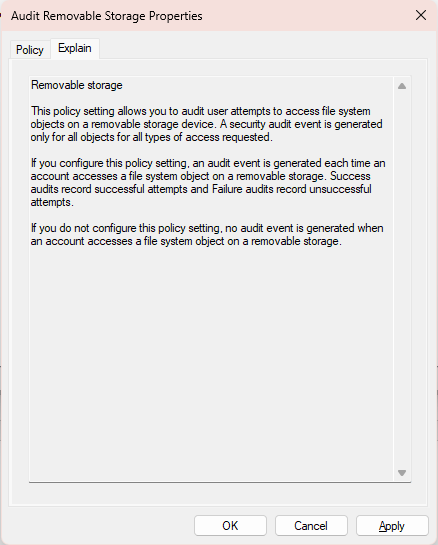 Audit Removable Storage Properties
Policy
Explain
Removable storage
This policy setting allows you to audit user attempts to access file system
objects on a removable storage device. A security audit event is generated
only for all objects for all types of access requested.
If you configure this policy setting, an audit event is generated each time an
account accesses a file system object on a removable storage. Success
audits record successful attempts and Failure audits record unsuccessful
attempts.
If you do not configure this policy setting, no audit event is generated when
an account accesses a file system object on a removable storage.
OK
Cancel
Apply